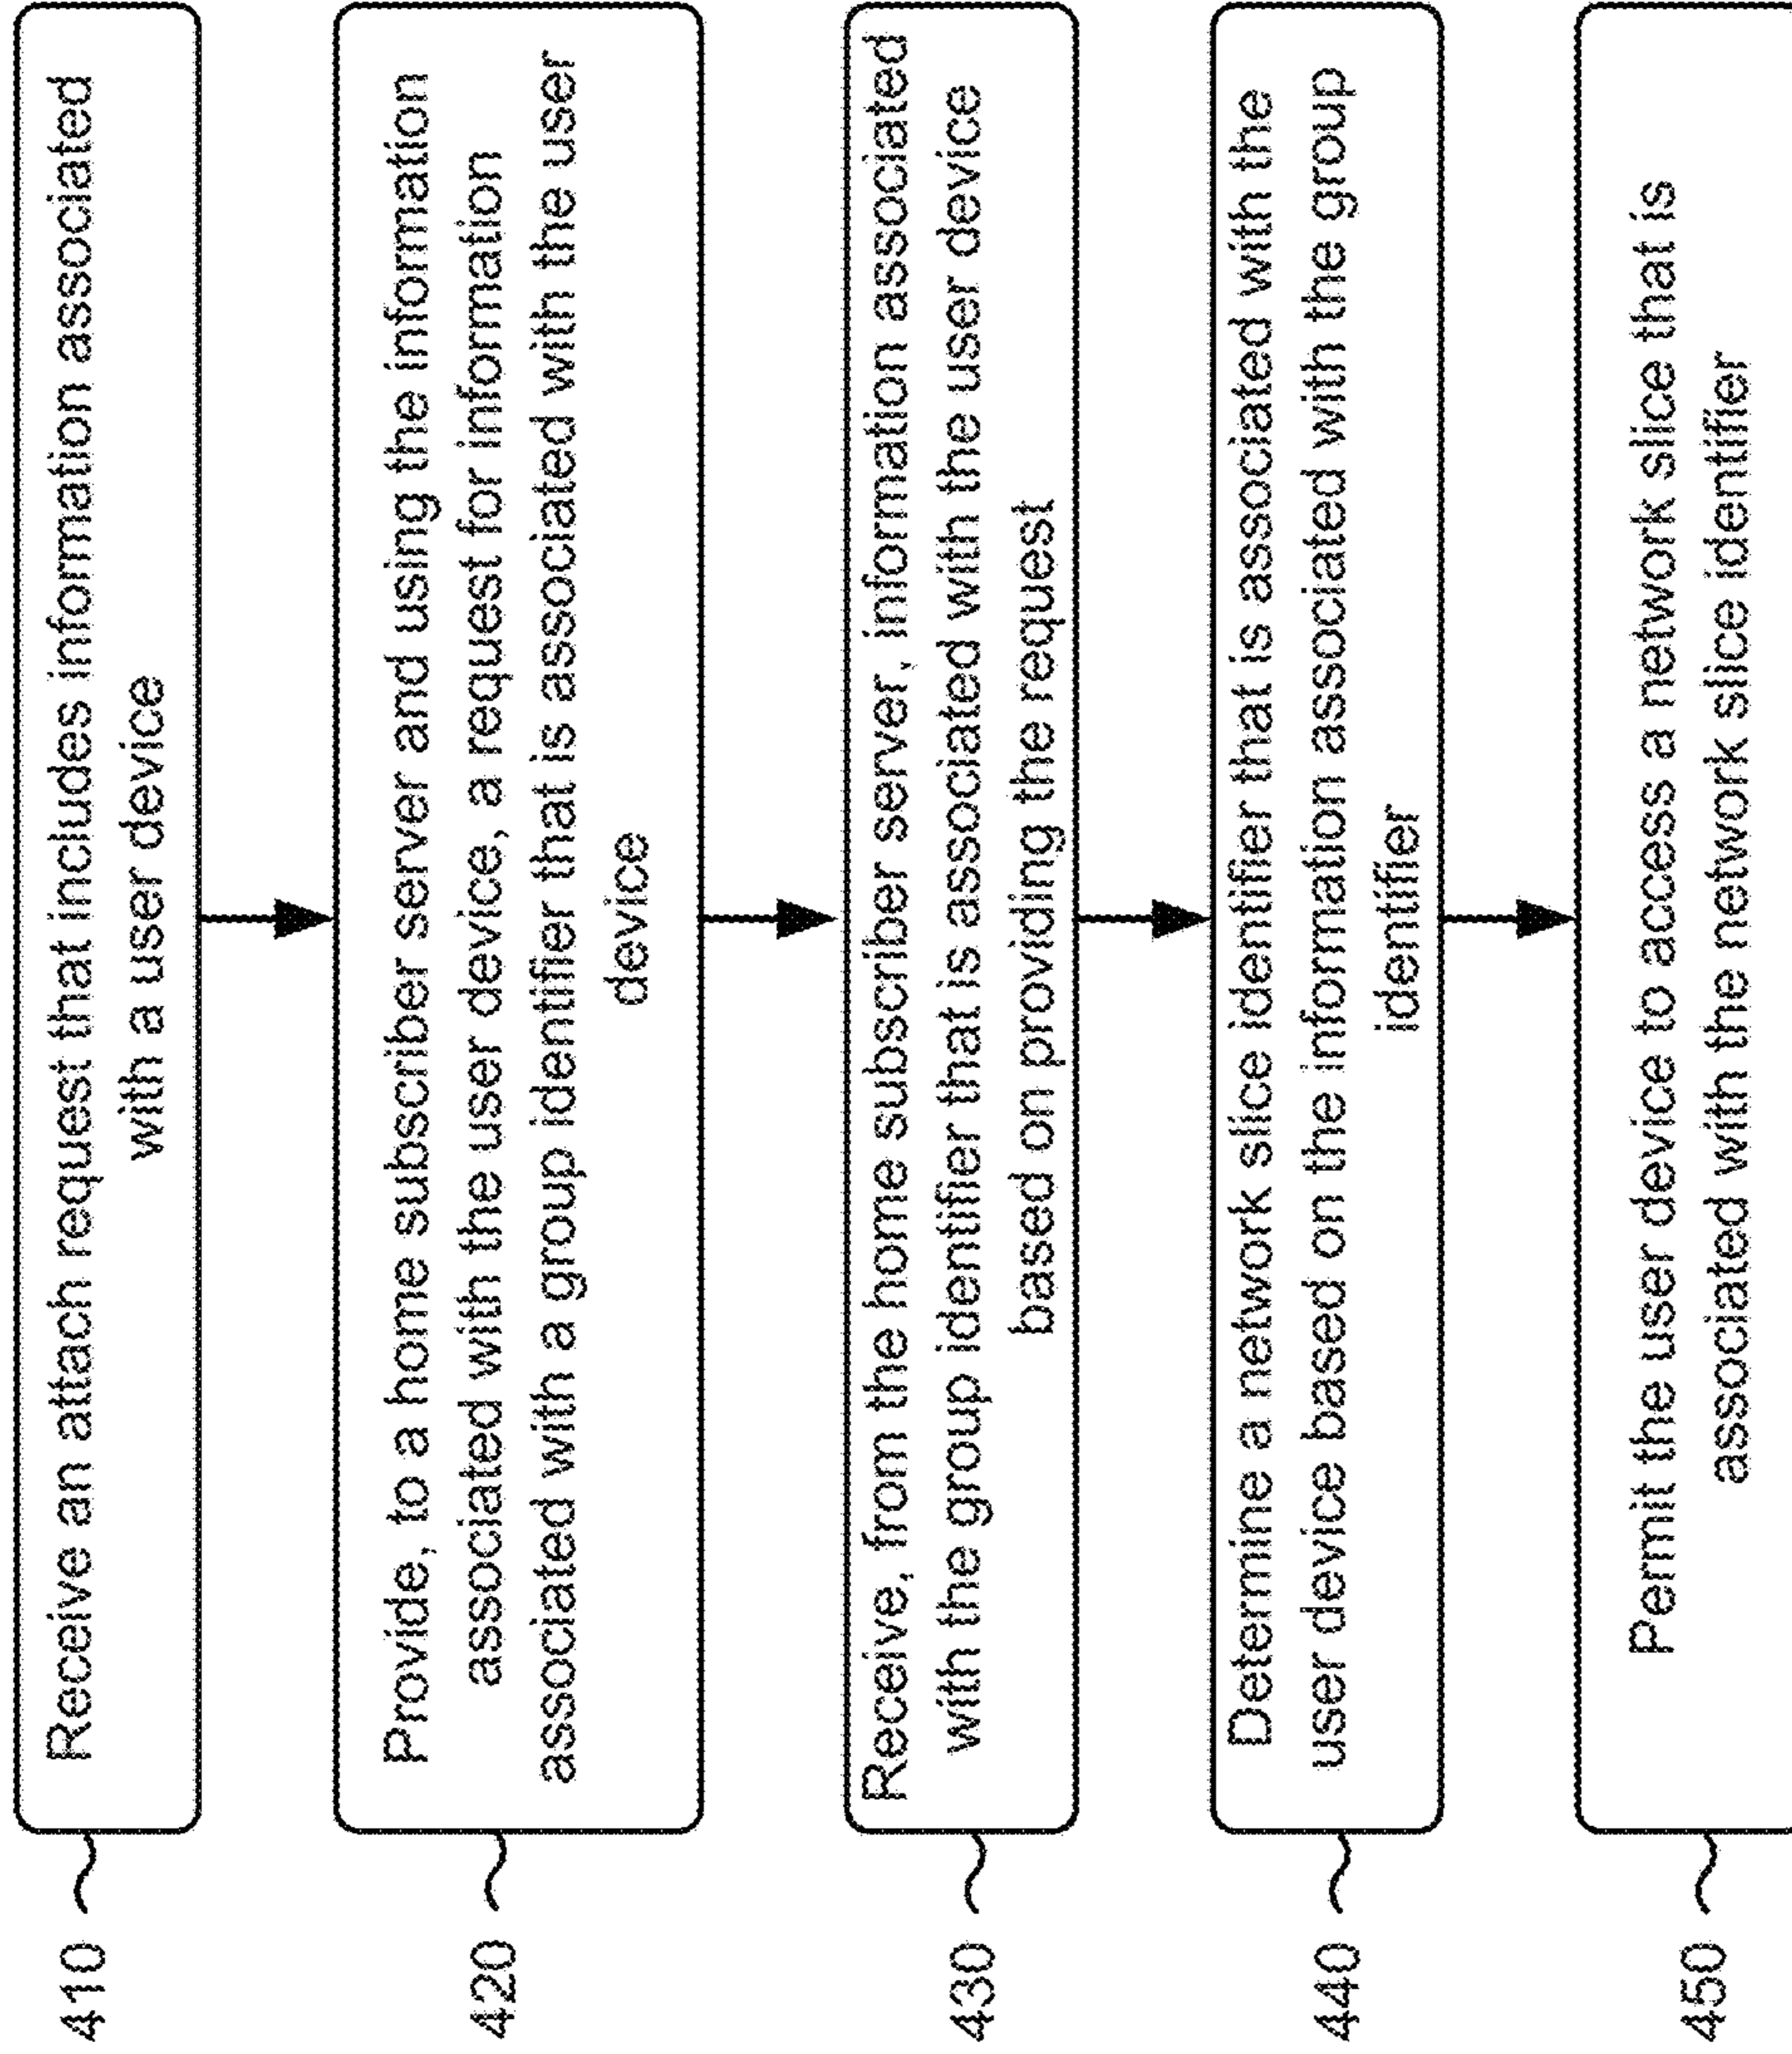 410
Receive an attach request that includes information associated
with a user device
420
Provide, to a home subscriber server and using the information
associated with the user device, a request for information
associated with a group identifier that is associated with the user
device
430
Receive, from the home subscriber server, information associated
with the group identifier that is associated with the user device
based on providing the request
440
Determine a network slice identifier that is associated with the
user device based on the information associated with the group
identifier
450
Permit the user device to access a network slice that is
associated with the network slice identifier